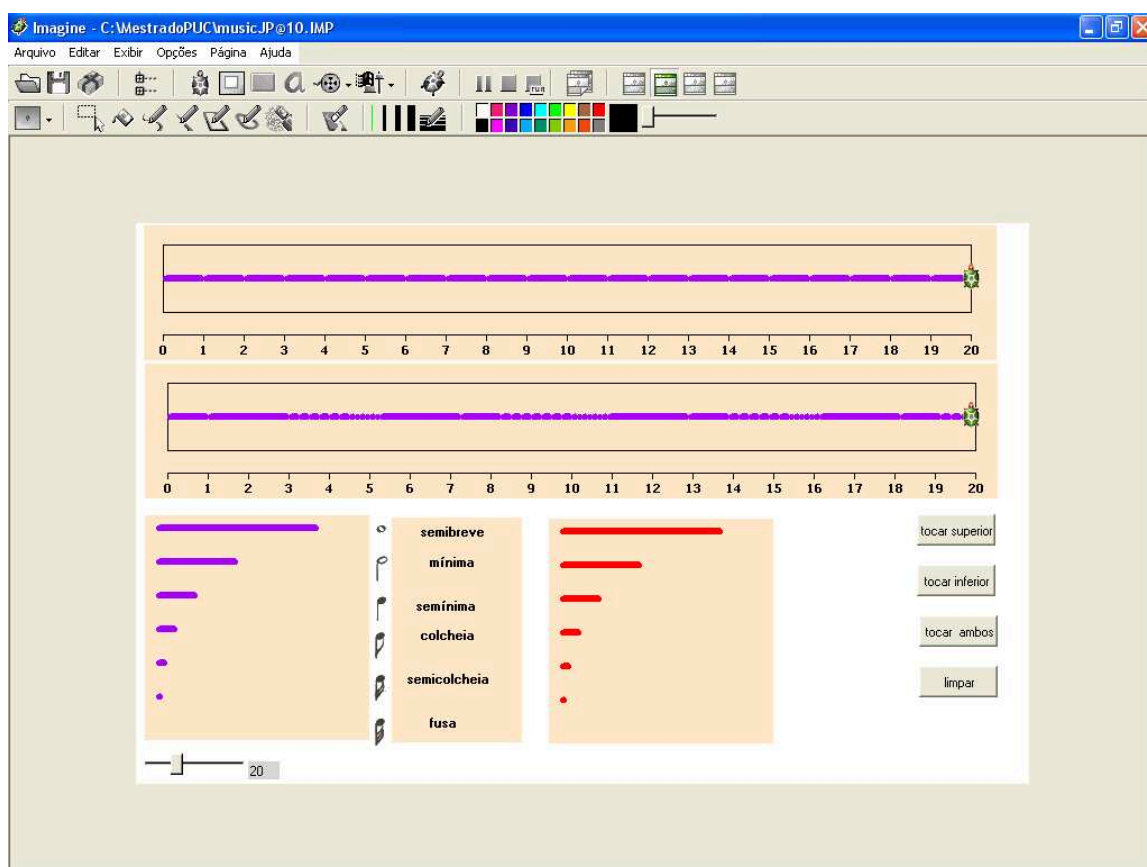 Imagine - C:\MestradoPUC\musicJP@10.IMP
Arquivo Editar Exibir Opções Página Ajuda
run
0 1 2 3 4 5 6 7 8 9 10 11 12 13 14 15 16 17 18 19 20
0 1 2 3 4 5 6 7 8 9 10 11 12 13 14 15 16 17 18 19 20
semibreve
mínima
semínima
colcheia
semicolcheia
fusa
tocar superior
tocar inferior
tocar ambos
limpar
20